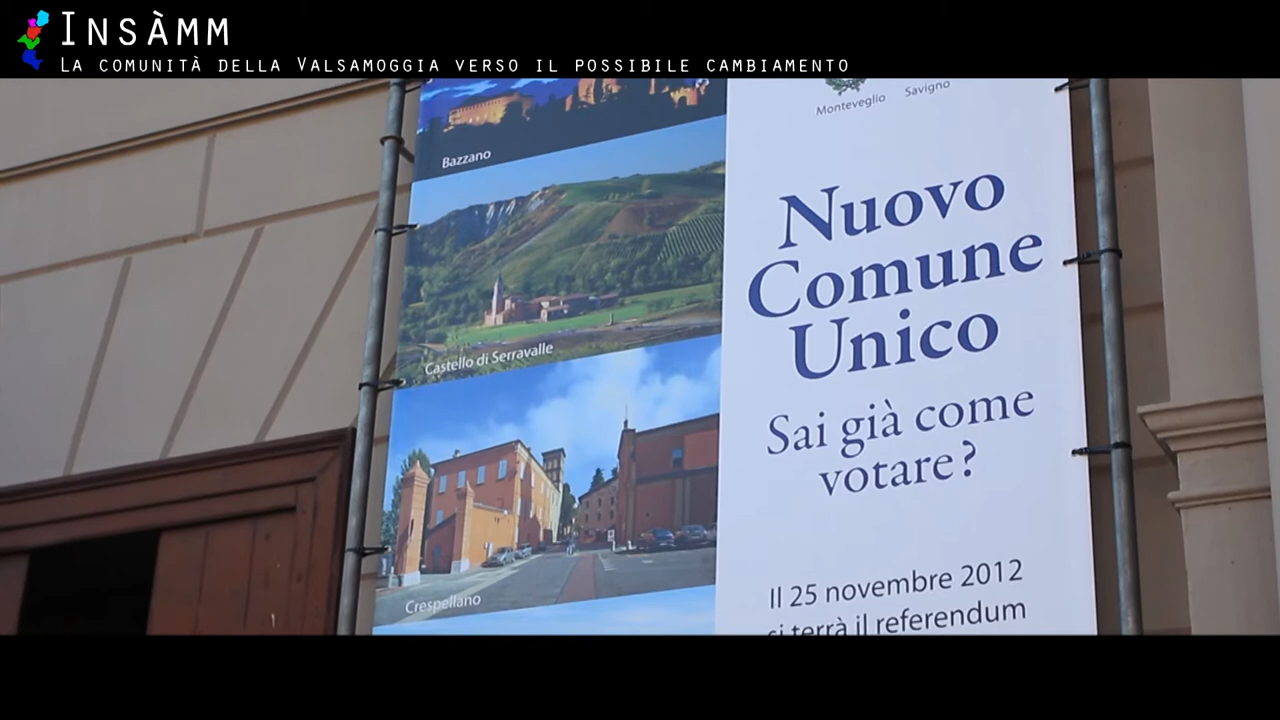 INSÀMM
LA COMUNITÀ DELLA VALSAMOGGIA VERSO IL POSSIBILE CAMBIAMENTO
Monteveglio Savigno
Bazzano
Nuovo
Comune
Unico
Castello di Serravalle
Sai già come
votare?
Crespellano
Il 25 novembre 2012
si terrà il referendum